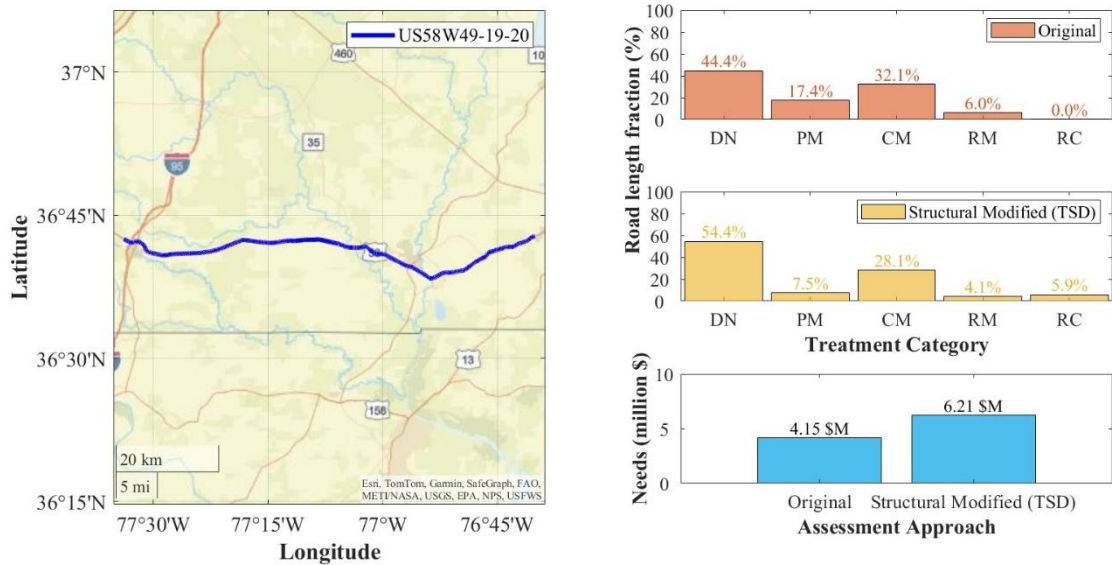 US58W49-19-20
460
10
37°N
35
95
36°45'N
58
36°30'N
13
158
20 km
5 mi
Esri, TomTom, Garmin, SafeGraph, FAO,
METI/NASA, USGS, EPA, NPS, USFWS
36°15'N
77°30'W 77°15'W 77°W 76°45'W
Latitude
Longitude
Road length fraction (%)
100
80
60
40
20
0
Original
44.4% 17.4% 32.1% 6.0% 0.0%
DN PM CM RM RC
100
80
60
40
20
0
Structural Modified (TSD)
54.4% 7.5% 28.1% 4.1% 5.9%
DN PM CM RM RC
Treatment Category
Needs (million $)
10
5
0
4.15 $M 6.21 $M
Original Structural Modified (TSD)
Assessment Approach